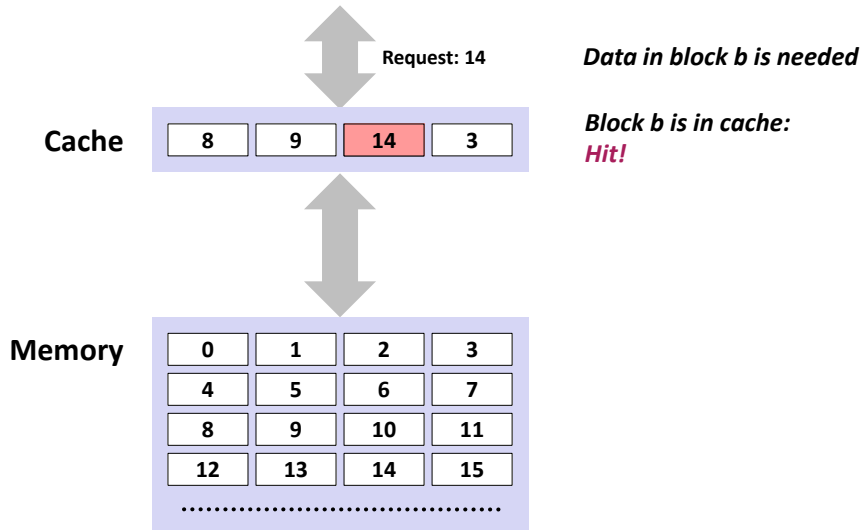 Request: 14
Data in block b is needed
Cache
8 9 14 3
Block b is in cache:
Hit!
Memory
0 1 2 3
4 5 6 7
8 9 10 11
12 13 14 15